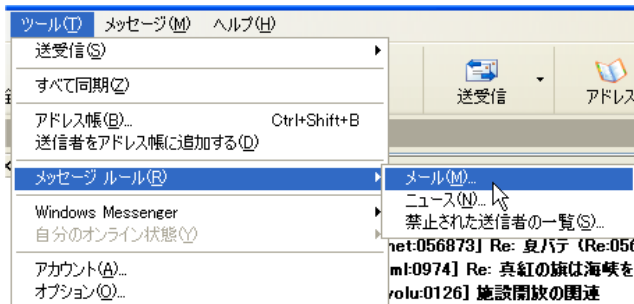 ツール(T) メッセージ(M) ヘルプ(H)
送受信(S)
すべて同期(Z)
送受信
アドレス
アドレス帳(B)... Ctrl+Shift+B
送信者をアドレス帳に追加する(D)
メッセージ ルール(R)
メール(M)...
ニュース(N)...
禁止された送信者の一覧(S)...
Windows Messenger
自分のオンライン状態(Y)
net:056873] Re: 夏バテ (Re:056
アカウント(A)...
ml:0974] Re: 真紅の旗は海峡を
オプション(O)...
volu:0126] 施設開放の関連